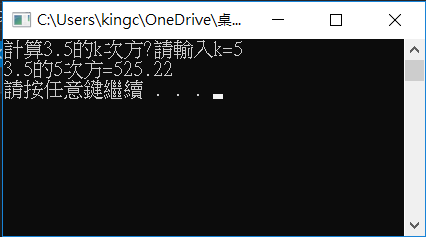 C:\Users\kingc\OneDrive\桌...
計算3.5的k次方?請輸入k=5
3.5的5次方=525.22
請按任意鍵繼續 . . .